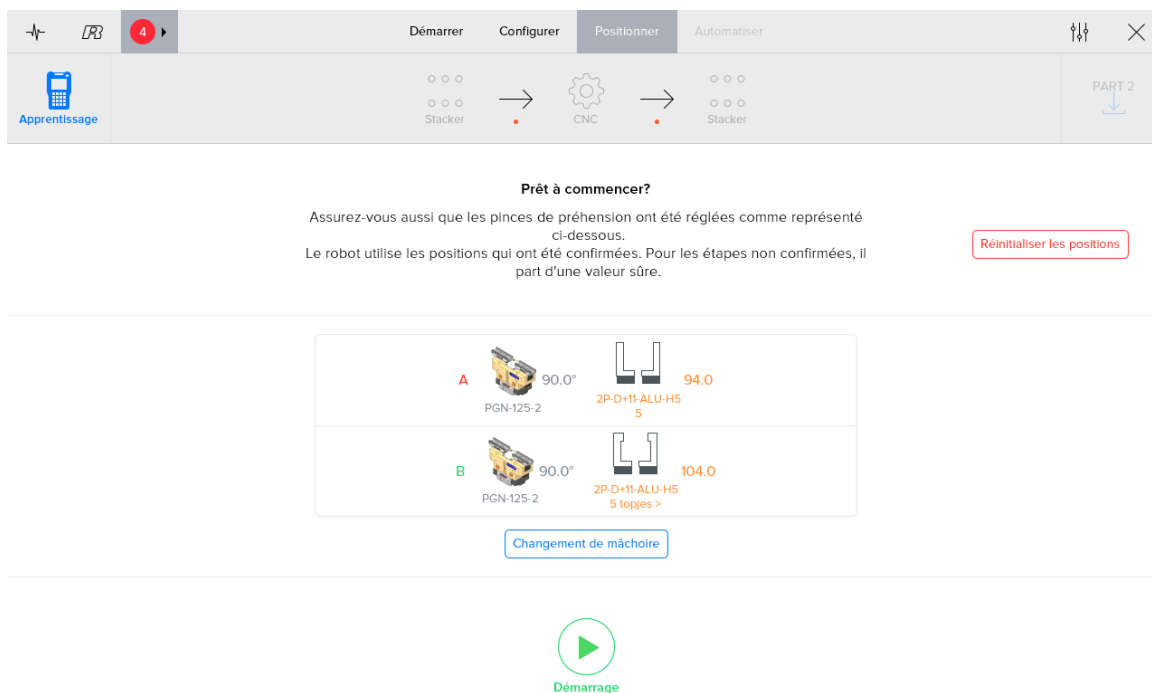 4
Démarrer Configurer Positionner Automatiser
Apprentissage
Stacker
CNC
Stacker
PART 2
Prêt à commencer?
Assurez-vous aussi que les pinces de préhension ont été réglées comme représenté
ci-dessous.
Le robot utilise les positions qui ont été confirmées. Pour les étapes non confirmées, il
part d'une valeur sûre.
Réinitialiser les positions
A 90.0° 94.0
PGN-125-2
2P-D+11-ALU-H5
5
B 90.0° 104.0
PGN-125-2
2P-D+11-ALU-H5
5 topjes >
Changement de mâchoire
Démarrage